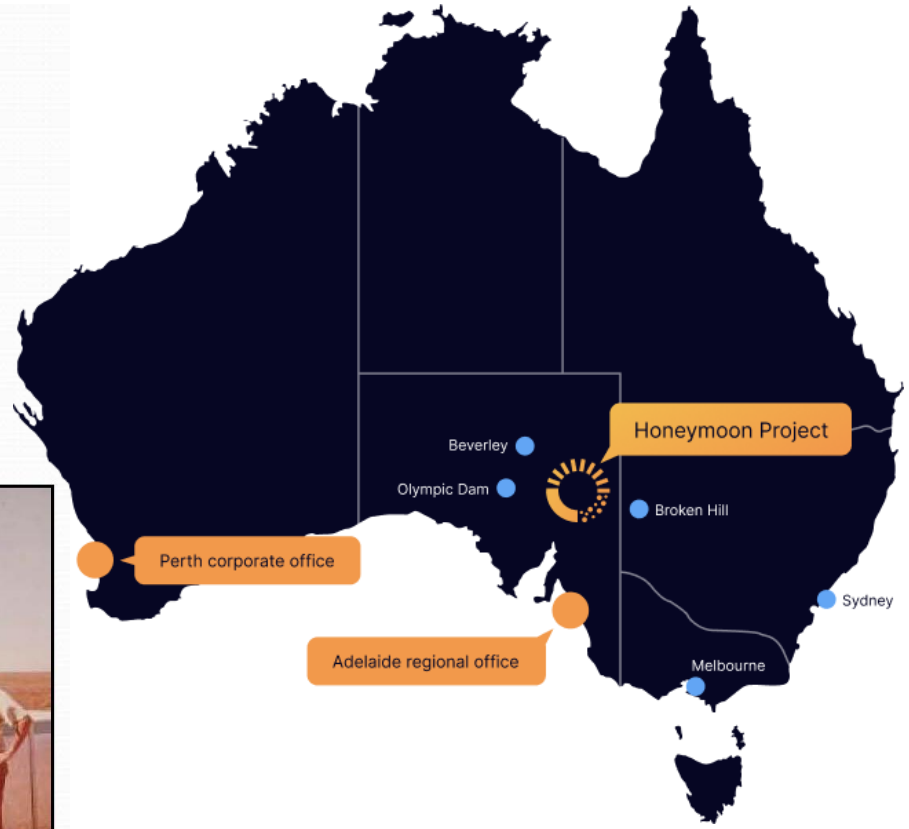 Honeymoon Project
Beverley
Olympic Dam
Broken Hill
Perth corporate office
Sydney
Adelaide regional office
Melbourne